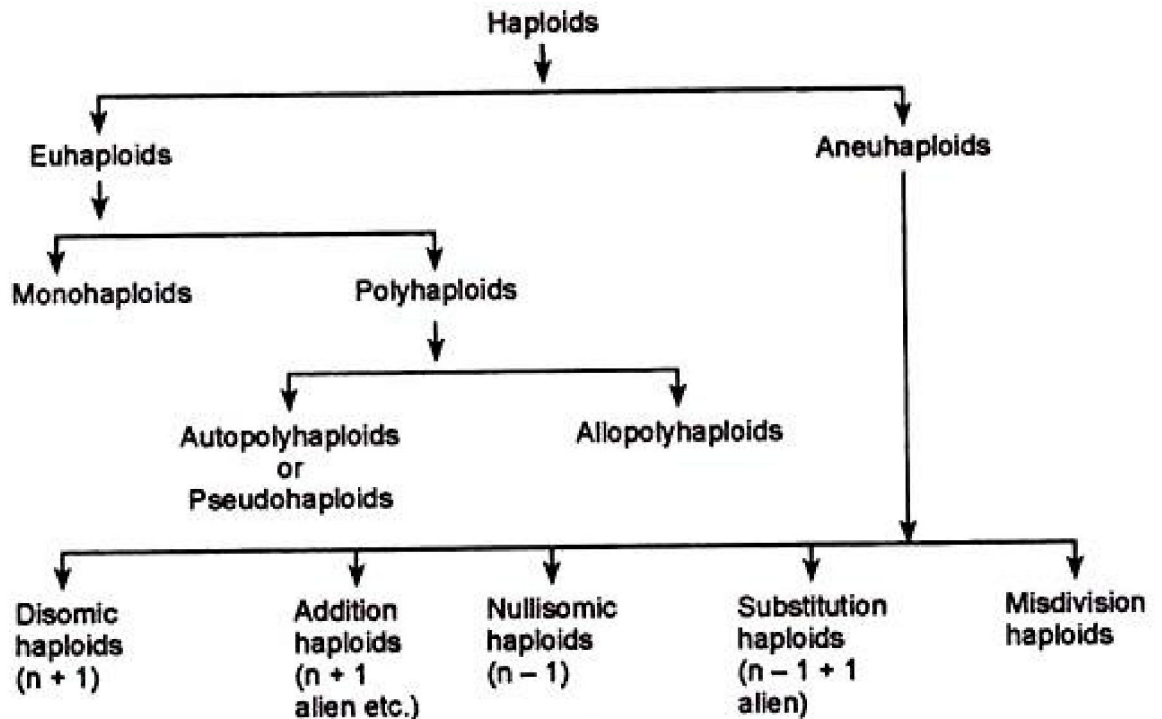 Haploids
Euhaploids
Aneuhaploids
Monohaploids
Polyhaploids
Autopolyhaploids
or
Pseudohaploids
Allopolyhaploids
Disomic
haploids
(n + 1)
Addition
haploids
(n + 1
alien etc.)
Nullisomic
haploids
(n – 1)
Substitution
haploids
(n – 1 + 1
alien)
Misdivision
haploids